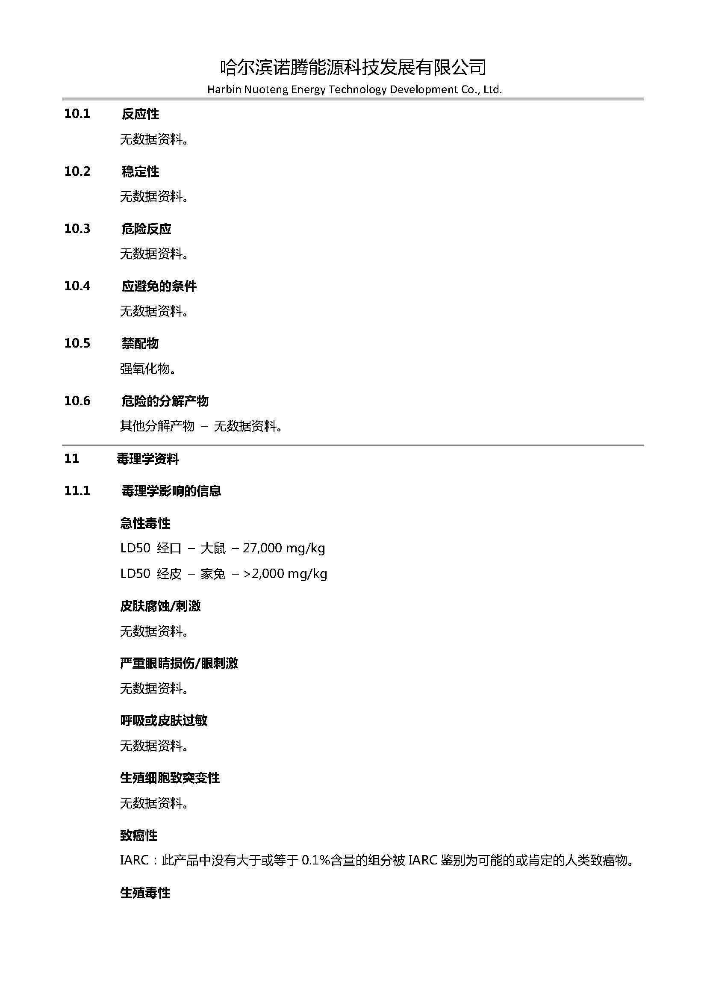 哈尔滨诺腾能源科技发展有限公司
Harbin Nuoteng Energy Technology Development Co., Ltd.
10.1 反应性
无数据资料。
10.2 稳定性
无数据资料。
10.3 危险反应
无数据资料。
10.4 应避免的条件
无数据资料。
10.5 禁配物
强氧化物。
10.6 危险的分解产物
其他分解产物 – 无数据资料。
11 毒理学资料
11.1 毒理学影响的信息
急性毒性
LD50 经口 – 大鼠 – 27,000 mg/kg
LD50 经皮 – 家兔 – >2,000 mg/kg
皮肤腐蚀/刺激
无数据资料。
严重眼睛损伤/眼刺激
无数据资料。
呼吸或皮肤过敏
无数据资料。
生殖细胞致突变性
无数据资料。
致癌性
IARC：此产品中没有大于或等于 0.1%含量的组分被 IARC 鉴别为可能的或肯定的人类致癌物。
生殖毒性